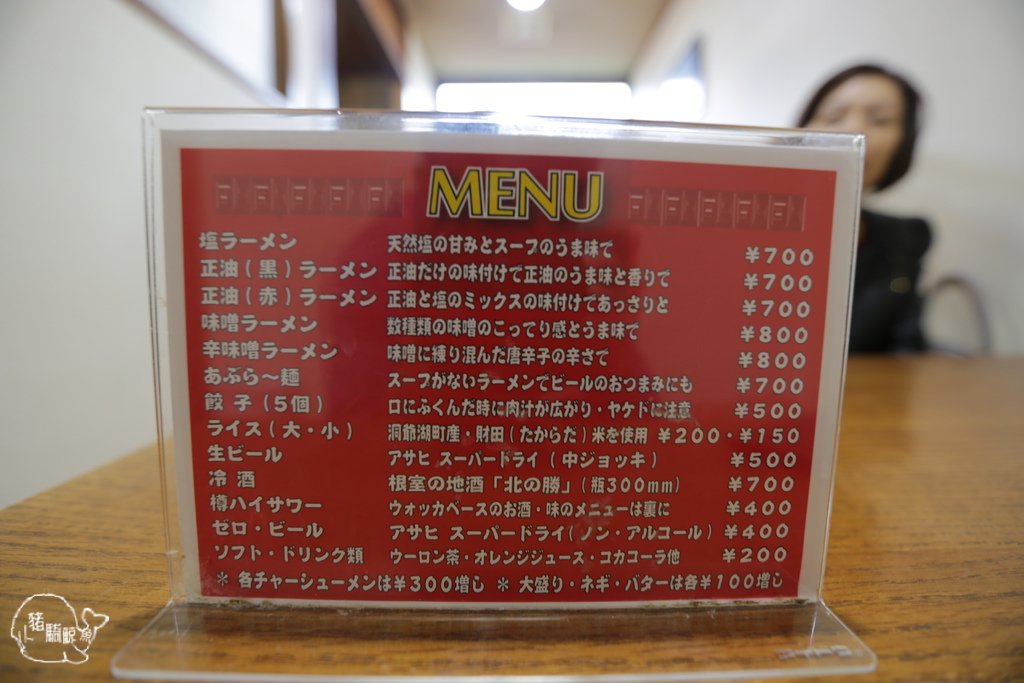 MENU
塩ラーメン 天然塩の甘みとスープのうま味で ¥700
正油(黒)ラーメン 正油だけの味付けで正油のうま味と香りで ¥700
正油(赤)ラーメン 正油と塩のミックスの味付けであっさりと ¥700
味噌ラーメン 数種類の味噌のこってり感とうま味で ¥800
辛味噌ラーメン 味噌に練り混んだ唐辛子の辛さで ¥800
あぶら〜麺 スープがないラーメンでビールのおつまみにも ¥700
餃子(5個) 口にふくんだ時に肉汁が広がり・ヤケドに注意 ¥500
ライス(大・小) 洞爺湖町産・財田(たからだ)米を使用 ¥200・¥150
生ビール アサヒ スーパードライ(中ジョッキ) ¥500
冷酒 根室の地酒「北の勝」(瓶300mm) ¥700
樽ハイサワー ウォッカベースのお酒・味のメニューは裏に ¥400
ゼロ・ビール アサヒ スーパードライ(ノン・アルコール) ¥400
ソフト・ドリンク類 ウーロン茶・オレンジジュース・コカコーラ他 ¥200
* 各チャーシューメンは¥300増し * 大盛り・ネギ・バターは各¥100増し
豬騎鯨魚